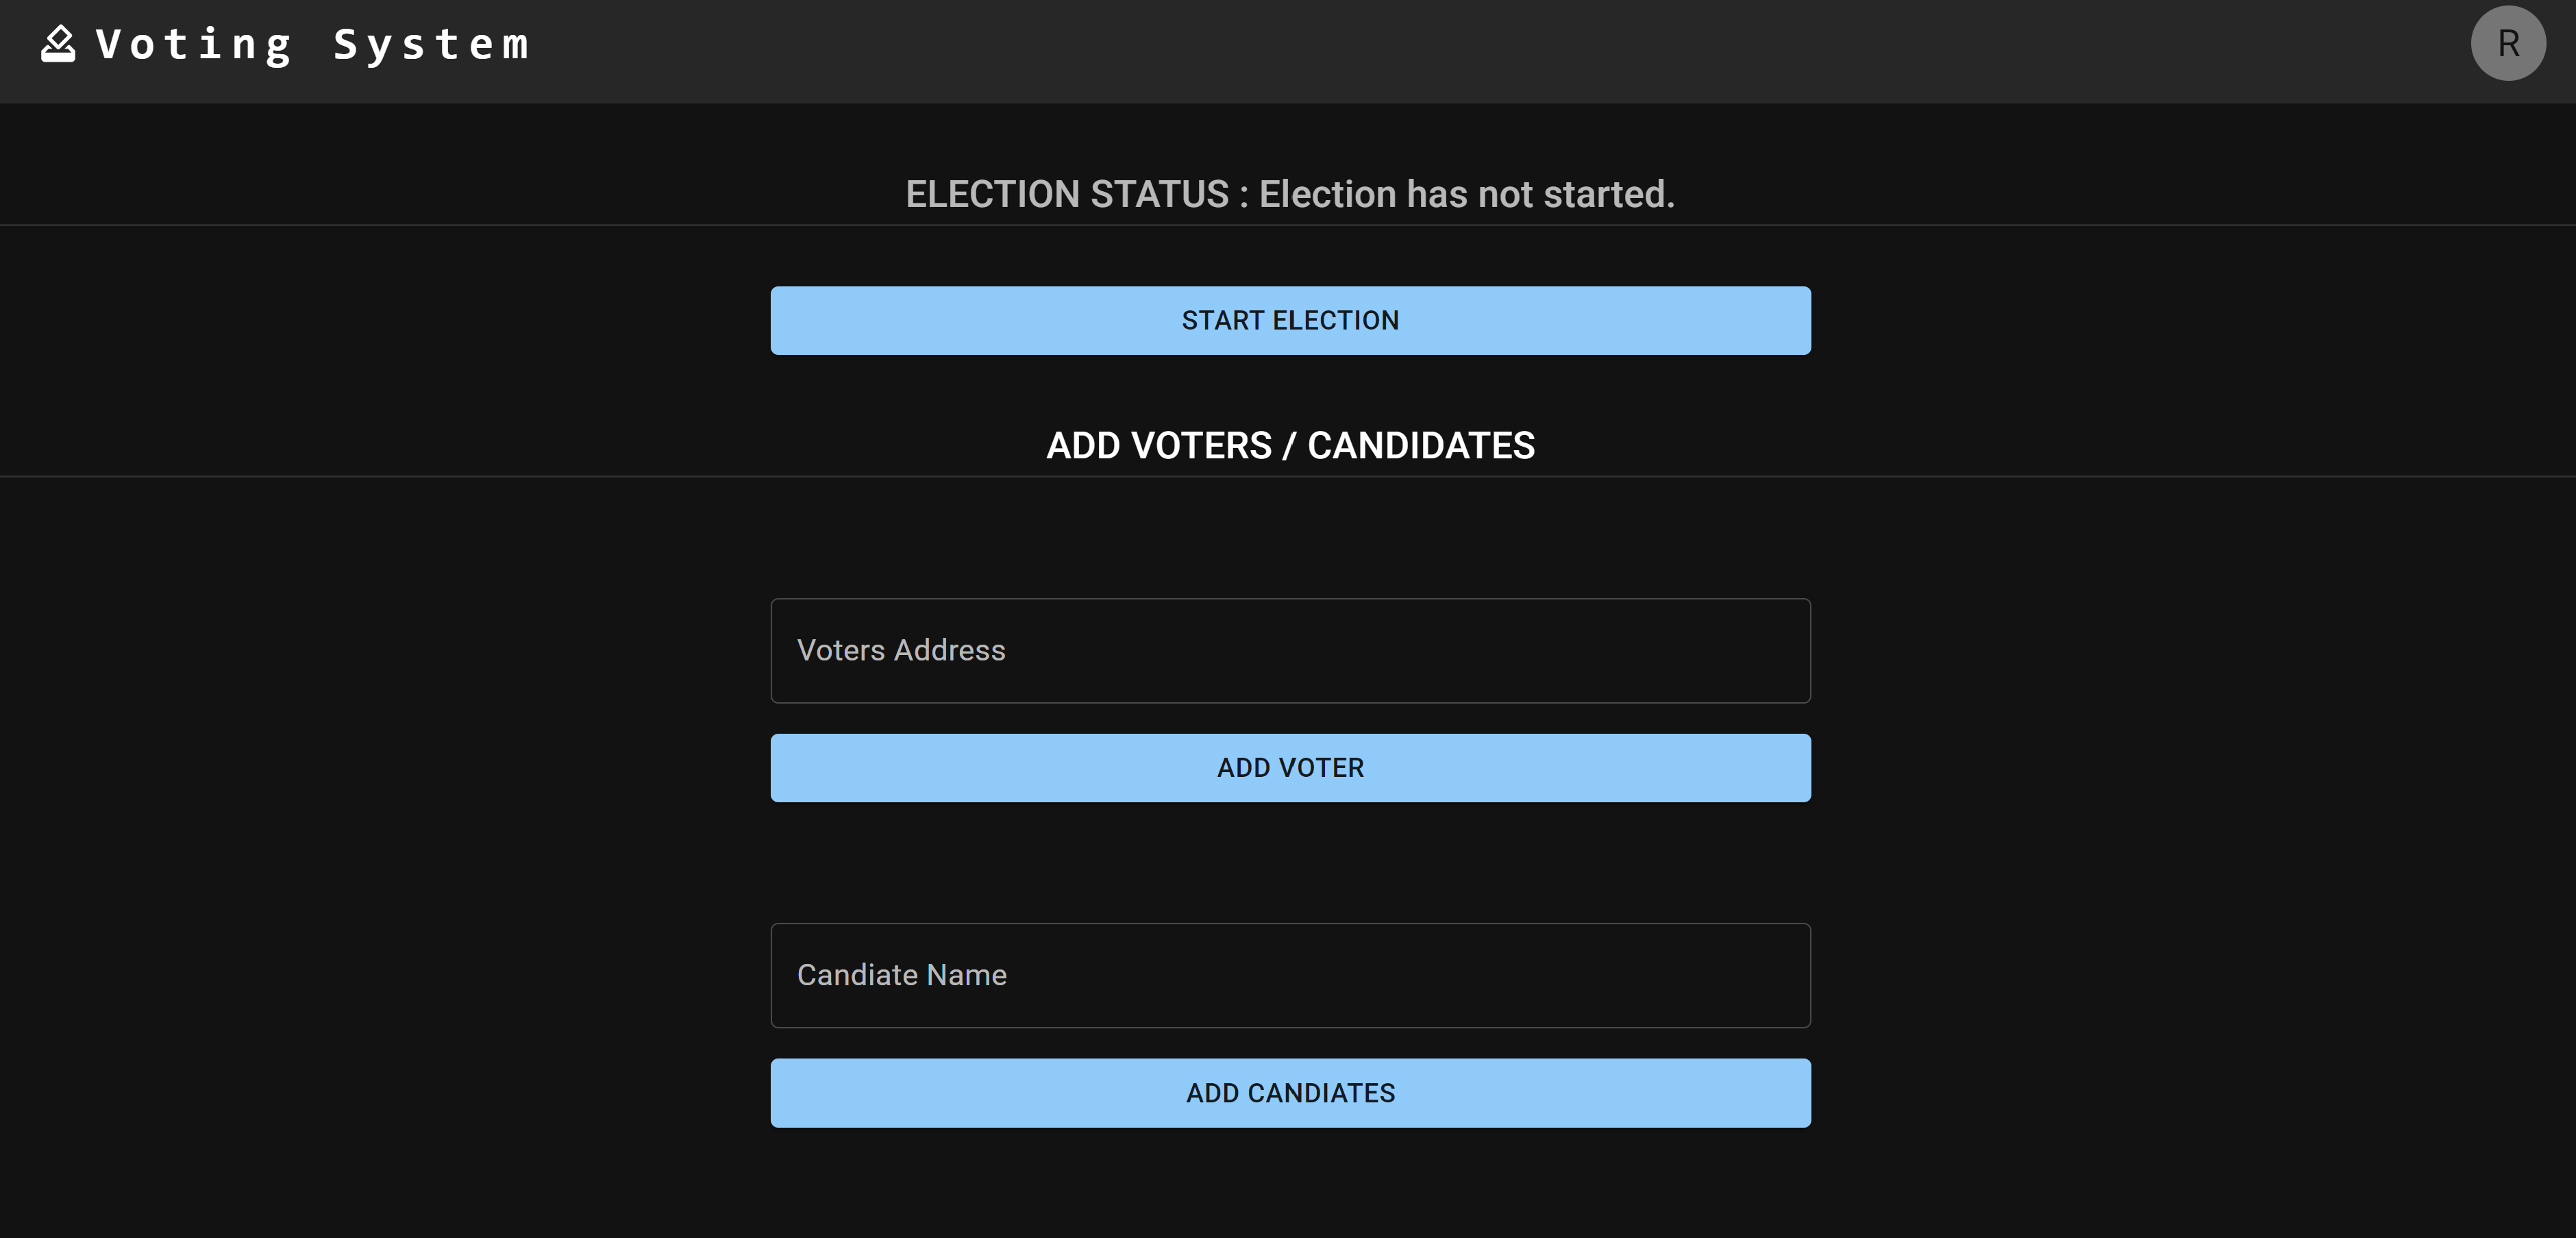 Voting System
R
ELECTION STATUS : Election has not started.
START ELECTION
ADD VOTERS / CANDIDATES
Voters Address
ADD VOTER
Candiate Name
ADD CANDIATES